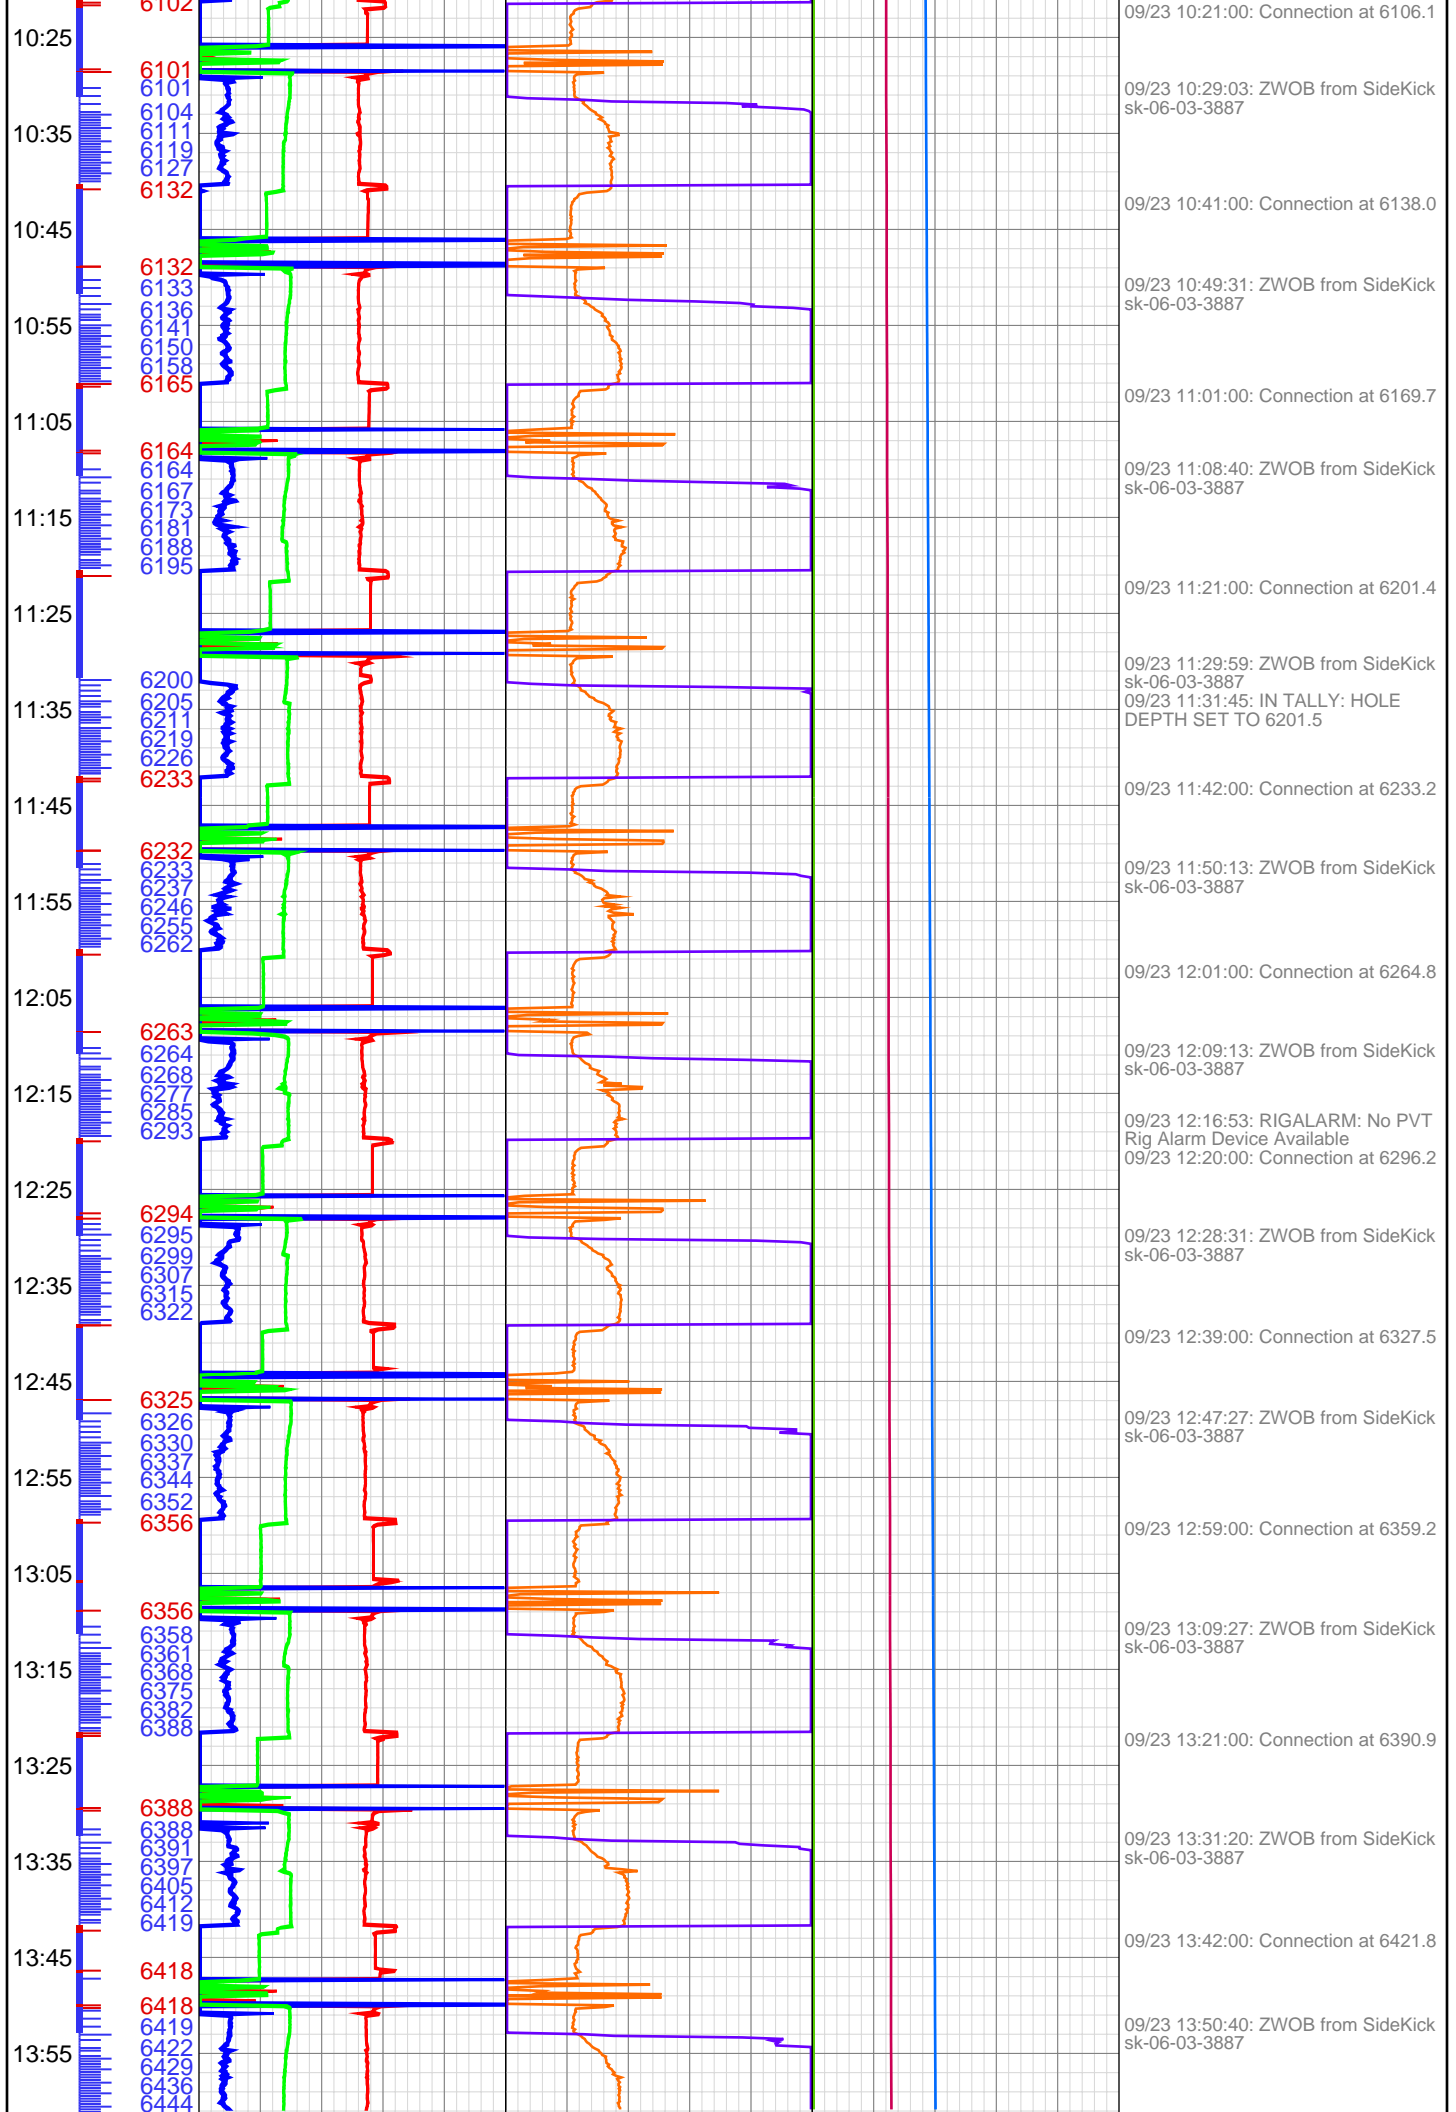 6102
09/23 10:21:00: Connection at 6106.1
10:25
6101
6101
09/23 10:29:03: ZWOB from SideKick
sk-06-03-3887
6104
6111
10:35
6119
6127
6132
09/23 10:41:00: Connection at 6138.0
10:45
6132
6133
09/23 10:49:31: ZWOB from SideKick
sk-06-03-3887
6136
10:55
6141
6150
6158
6165
09/23 11:01:00: Connection at 6169.7
11:05
6164
6164
09/23 11:08:40: ZWOB from SideKick
sk-06-03-3887
6167
6173
11:15
6181
6188
6195
09/23 11:21:00: Connection at 6201.4
11:25
09/23 11:29:59: ZWOB from SideKick
sk-06-03-3887
6200
09/23 11:31:45: IN TALLY: HOLE
DEPTH SET TO 6201.5
6205
11:35
6211
6219
6226
6233
09/23 11:42:00: Connection at 6233.2
11:45
6232
6233
09/23 11:50:13: ZWOB from SideKick
sk-06-03-3887
6237
11:55
6246
6255
6262
09/23 12:01:00: Connection at 6264.8
12:05
6263
6264
09/23 12:09:13: ZWOB from SideKick
sk-06-03-3887
6268
12:15
6277
6285
6293
09/23 12:16:53: RIGALARM: No PVT
Rig Alarm Device Available
09/23 12:20:00: Connection at 6296.2
12:25
6294
6295
09/23 12:28:31: ZWOB from SideKick
sk-06-03-3887
6299
6307
12:35
6315
6322
09/23 12:39:00: Connection at 6327.5
12:45
6325
6326
09/23 12:47:27: ZWOB from SideKick
sk-06-03-3887
6330
6337
12:55
6344
6352
6356
09/23 12:59:00: Connection at 6359.2
13:05
6356
6358
09/23 13:09:27: ZWOB from SideKick
sk-06-03-3887
6361
13:15
6368
6375
6382
6388
09/23 13:21:00: Connection at 6390.9
13:25
6388
6388
09/23 13:31:20: ZWOB from SideKick
sk-06-03-3887
6391
13:35
6397
6405
6412
6419
09/23 13:42:00: Connection at 6421.8
13:45
6418
6418
6419
09/23 13:50:40: ZWOB from SideKick
sk-06-03-3887
6422
13:55
6429
6436
6444